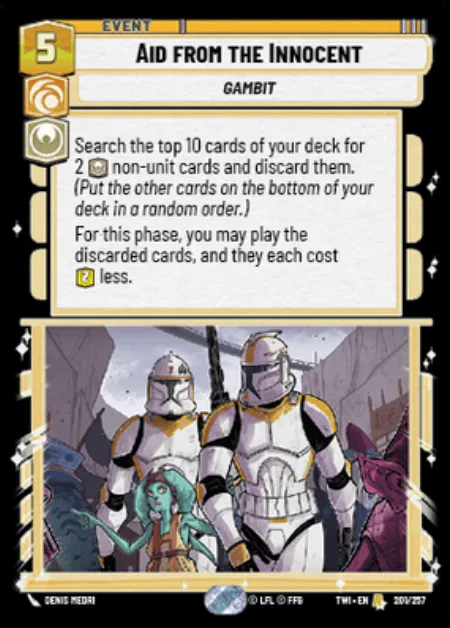 EVENT
5
AID FROM THE INNOCENT
GAMBIT
Search the top 10 cards of your deck for
2 non-unit cards and discard them.
(Put the other cards on the bottom of your
deck in a random order.)
For this phase, you may play the
discarded cards, and they each cost
2 less.
DENIS MEDRI
© LFL © FFG
TWI • EN
201/257